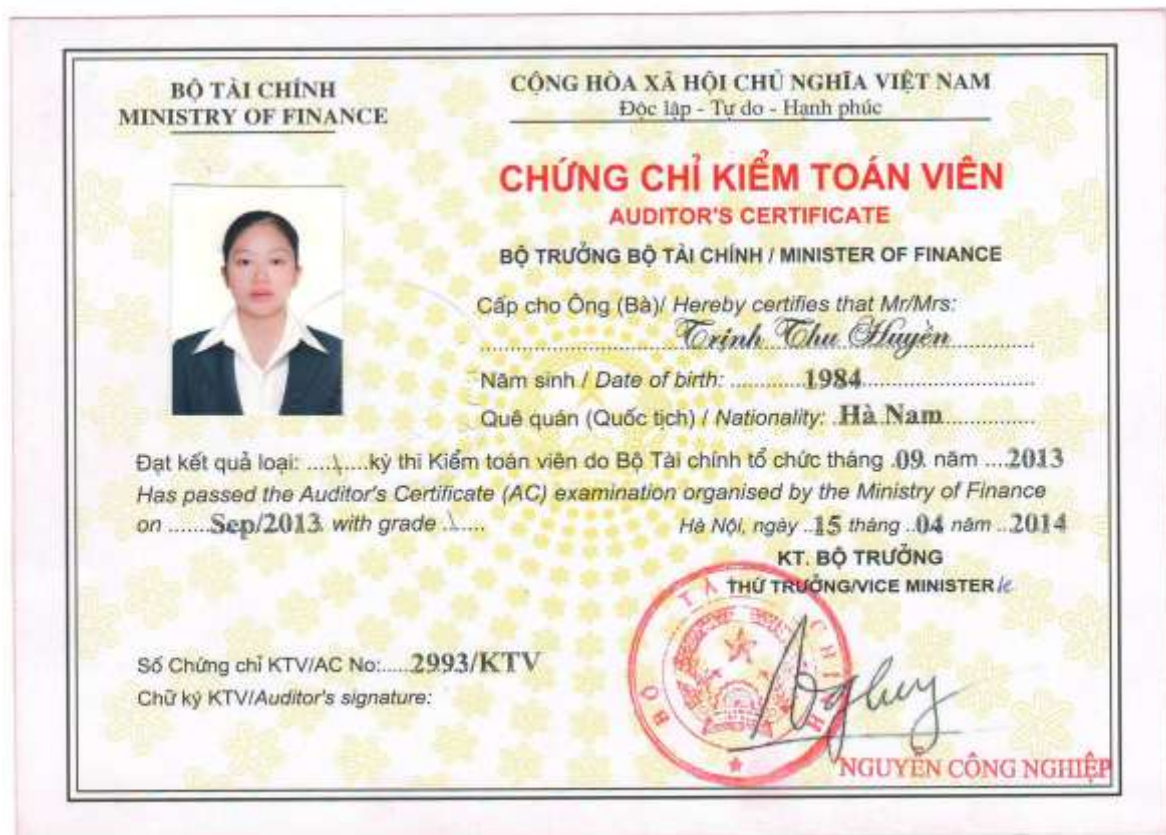 BỘ TÀI CHÍNH
MINISTRY OF FINANCE
CỘNG HÒA XÃ HỘI CHỦ NGHĨA VIỆT NAM
Độc lập - Tự do - Hạnh phúc
CHỨNG CHỈ KIỂM TOÁN VIÊN
AUDITOR'S CERTIFICATE
BỘ TRƯỞNG BỘ TÀI CHÍNH / MINISTER OF FINANCE
Cấp cho Ông (Bà)/ Hereby certifies that Mr/Mrs:
Trịnh Thu Huyền
Năm sinh / Date of birth: .............1984......................
Quê quán (Quốc tịch) / Nationality: .Hà Nam................
Đạt kết quả loại: ....\....kỳ thi Kiểm toán viên do Bộ Tài chính tổ chức tháng .09. năm ....2013
Has passed the Auditor's Certificate (AC) examination organised by the Ministry of Finance
on ........Sep/2013. with grade .\.....
Hà Nội, ngày ..15 tháng ..04 năm ...2014
KT. BỘ TRƯỞNG
THỨ TRƯỞNG/VICE MINISTER
BỘ TÀI CHÍNH
Số Chứng chỉ KTV/AC No:.....2993/KTV
Chữ ký KTV/Auditor's signature:
NGUYỄN CÔNG NGHIỆP